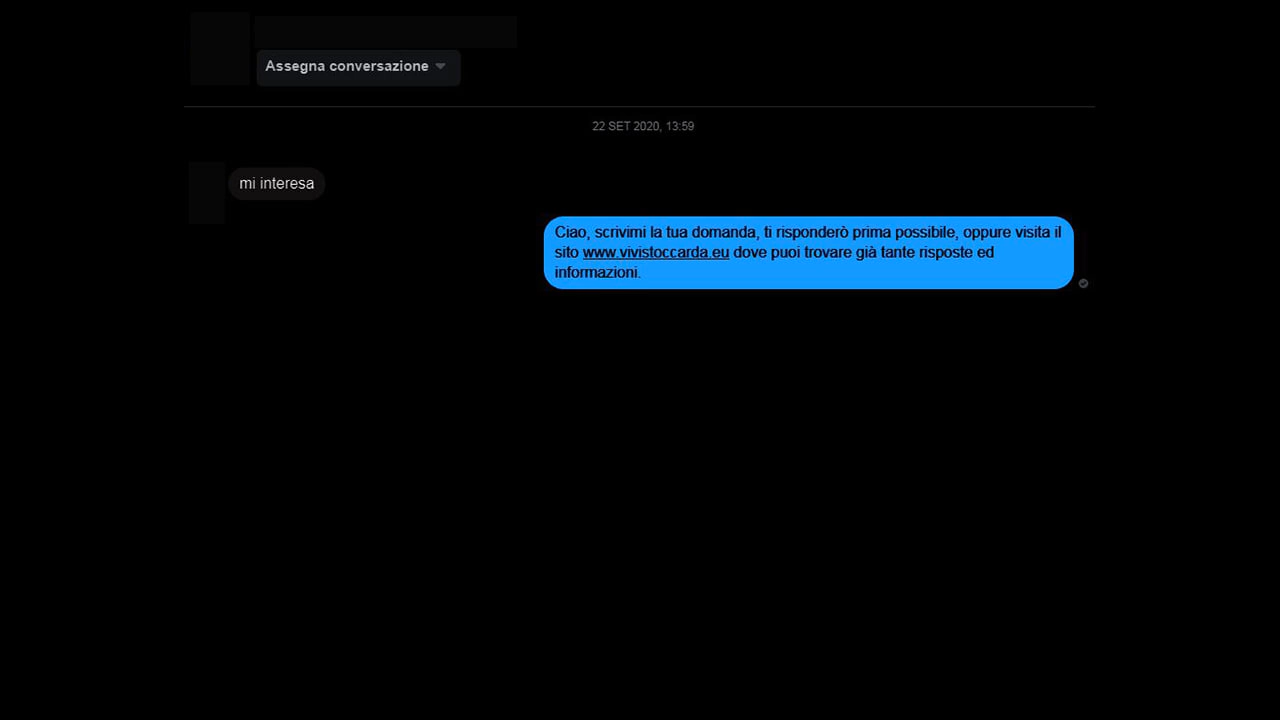 Assegna conversazione
22 SET 2020, 13:59
mi interesa
Ciao, scrivimi la tua domanda, ti risponderò prima possibile, oppure visita il
sito www.vivistoccarda.eu dove puoi trovare già tante risposte ed
informazioni.